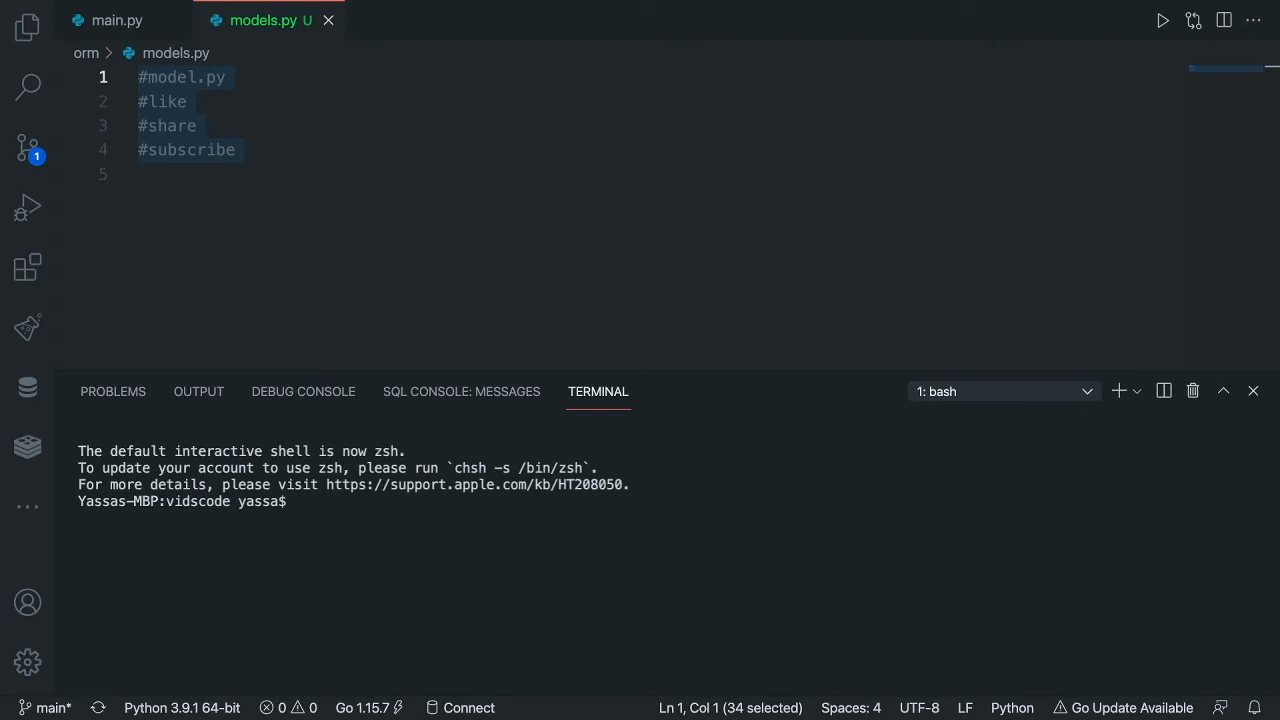 main.py
models.py U
orm > models.py
1 #model.py
2 #like
3 #share
4 #subscribe
5
1
PROBLEMS OUTPUT DEBUG CONSOLE SQL CONSOLE: MESSAGES TERMINAL
1: bash
The default interactive shell is now zsh.
To update your account to use zsh, please run `chsh -s /bin/zsh`.
For more details, please visit https://support.apple.com/kb/HT208050.
Yassas-MBP:vidscode yassa$
main* Python 3.9.1 64-bit 0 0 Go 1.15.7 Connect Ln 1, Col 1 (34 selected) Spaces: 4 UTF-8 LF Python Go Update Available